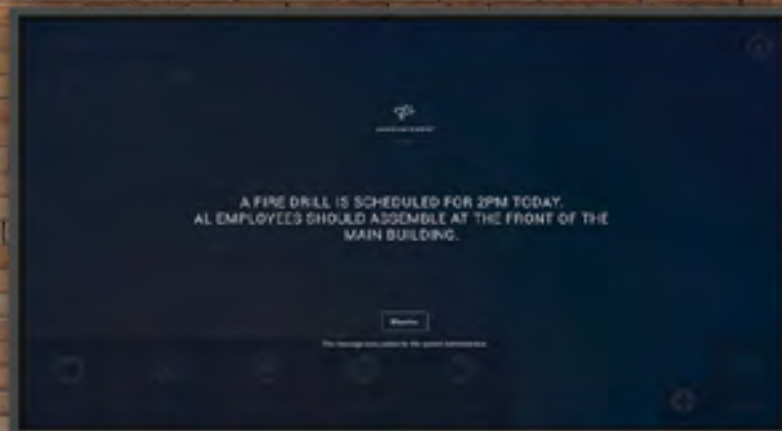 A FIRE DRILL IS SCHEDULED FOR 2PM TODAY.
AL EMPLOYEES SHOULD ASSEMBLE AT THE FRONT OF THE
MAIN BUILDING.